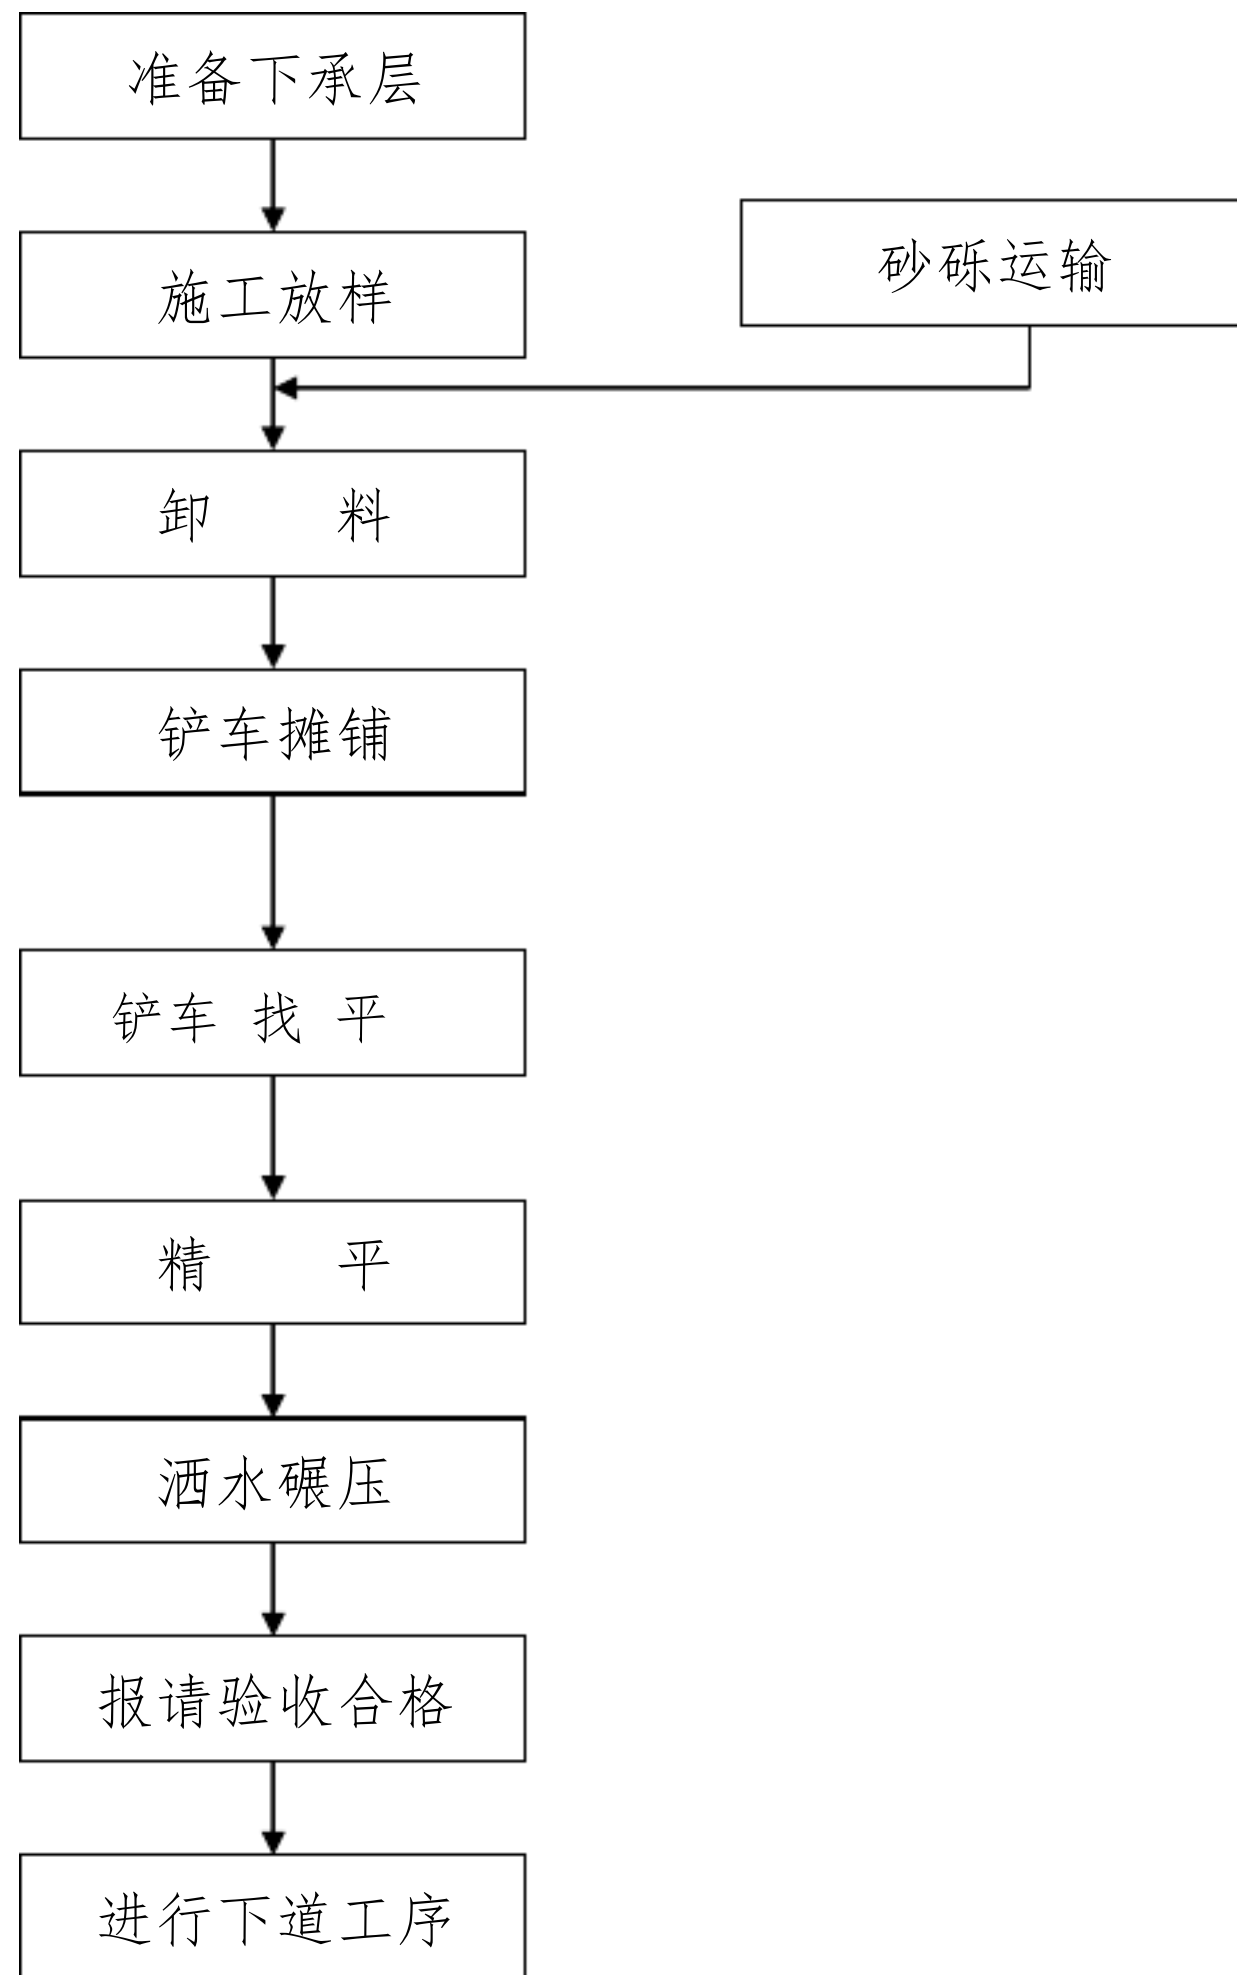 准备下承层
施工放样
砂砾运输
卸 料
铲车摊铺
铲车 找 平
精 平
洒水碾压
报请验收合格
进行下道工序